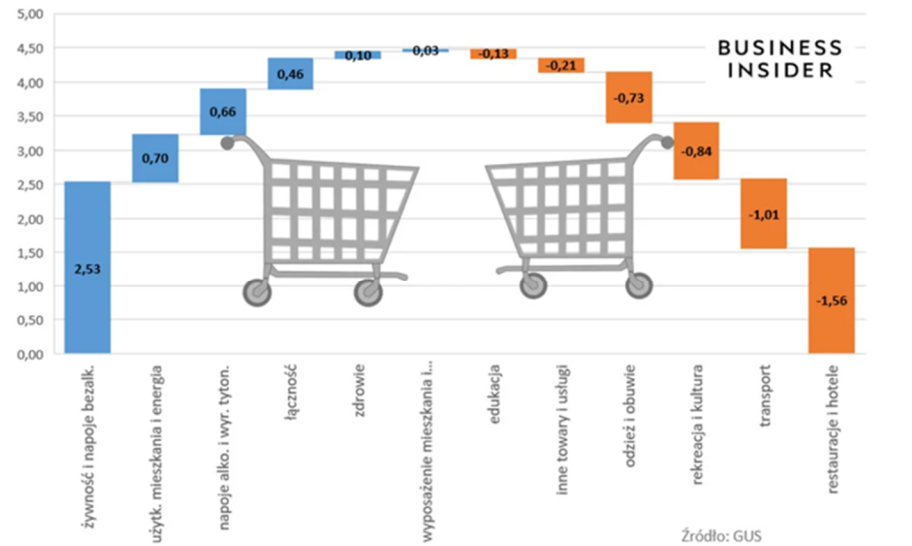 5,00
4,50
4,00
3,50
3,00
2,50
2,00
1,50
1,00
0,50
0,00
BUSINESS
INSIDER
2,53
0,70
0,66
0,46
0,10
0,03
-0,13
-0,21
-0,73
-0,84
-1,01
-1,56
żywność i napoje bezalk.
użytk. mieszkania i energia
napoje alko. i wyr. tyton.
łączność
zdrowie
wyposażenie mieszkania i...
edukacja
inne towary i usługi
odzież i obuwie
rekreacja i kultura
transport
restauracje i hotele
Źródło: GUS